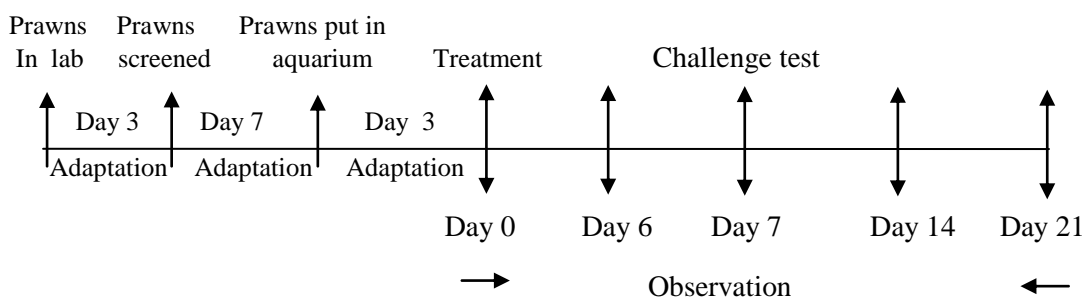 Prawns Prawns Prawns put in
In lab screened aquarium Treatment Challenge test
Day 3 Day 7 Day 3
Adaptation Adaptation Adaptation
Day 0 Day 6 Day 7 Day 14 Day 21
Observation